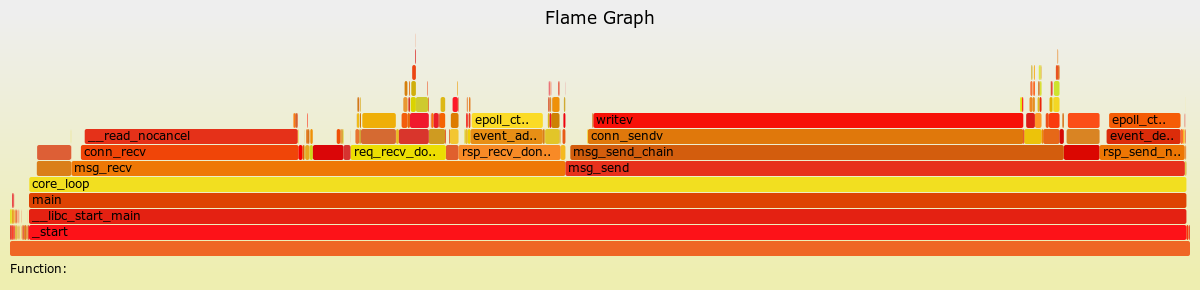 Flame Graph
epoll_ct..
writev
epoll_ct..
__read_nocancel
event_ad..
conn_sendv
event_de..
conn_recv
req_recv_do..
rsp_recv_don..
msg_send_chain
rsp_send_n..
msg_recv
msg_send
core_loop
main
__libc_start_main
_start
Function: